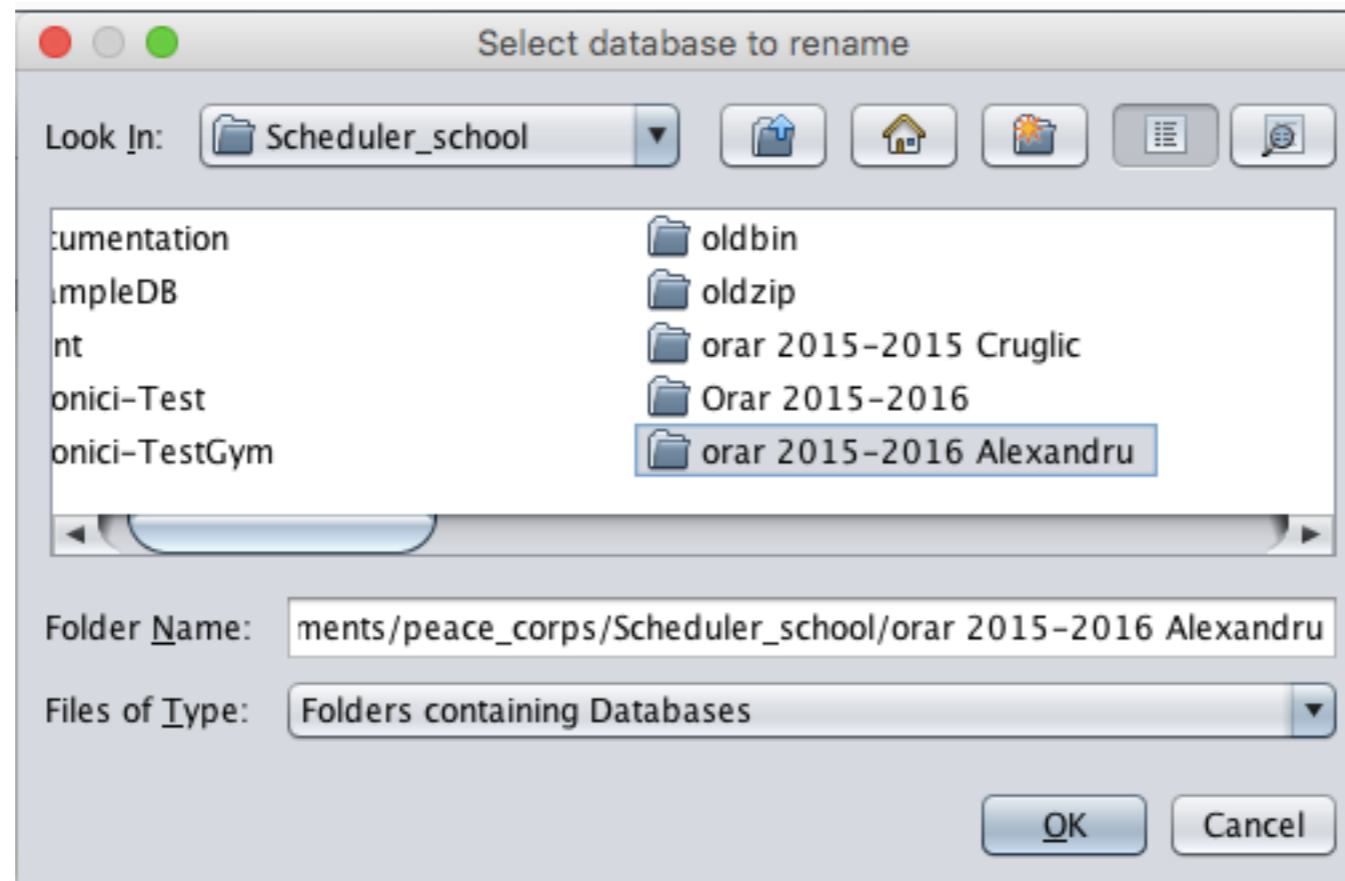 Select database to rename
Look In: Scheduler_school
cumentation
ampleDB
nt
onici-Test
onici-TestGym
oldbin
oldzip
orar 2015-2015 Cruglic
Orar 2015-2016
orar 2015-2016 Alexandru
Folder Name: ments/peace_corps/Scheduler_school/orar 2015-2016 Alexandru
Files of Type: Folders containing Databases
OK Cancel